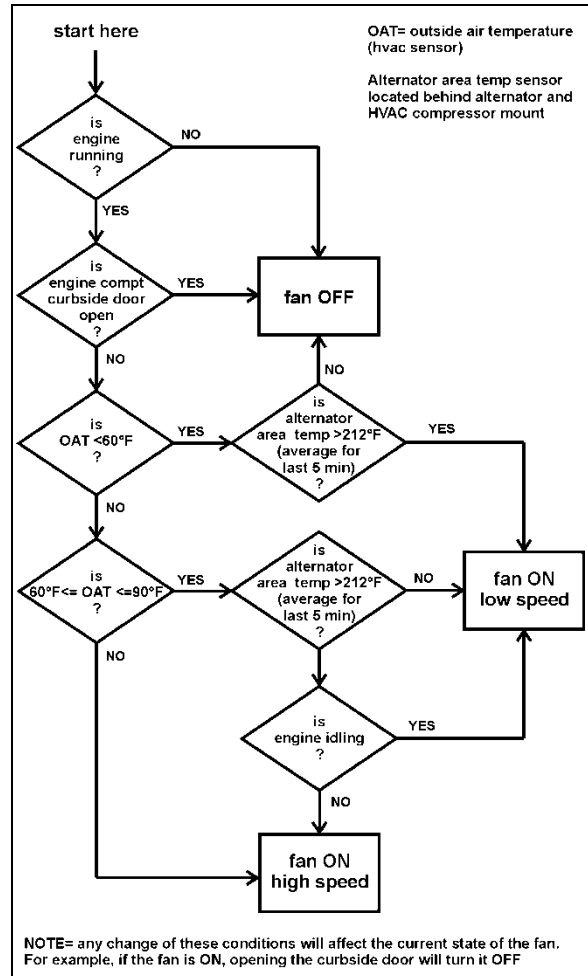 start here
OAT= outside air temperature
(hvac sensor)
Alternator area temp sensor
located behind alternator and
HVAC compressor mount
is
engine
running
?
NO
YES
is
engine compt
curbside door
open
?
YES
fan OFF
NO
NO
is
OAT <60°F
?
YES
is
alternator
area temp >212°F
(average for
last 5 min)
?
YES
NO
is
60°F<= OAT <=90°F
?
YES
is
alternator
area temp >212°F
(average for
last 5 min)
?
NO
fan ON
low speed
NO
is
engine idling
?
YES
NO
fan ON
high speed
NOTE= any change of these conditions will affect the current state of the fan.
For example, if the fan is ON, opening the curbside door will turn it OFF